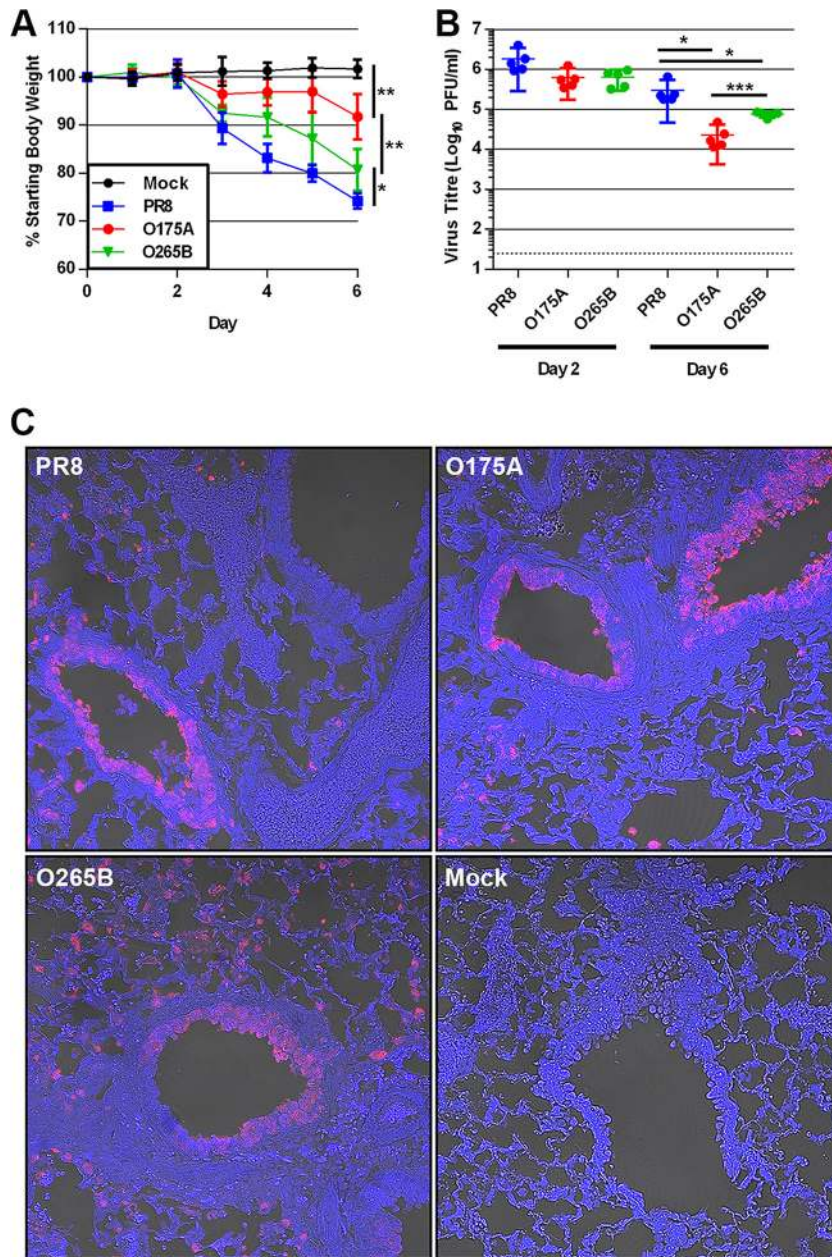 A
% Starting Body Weight
110
100
90
80
70
60
0
2
4
6
Day
Mock
PR8
O175A
O265B
**
**
*
B
Virus Titre (Log10 PFU/ml)
7
6
5
4
3
2
1
*
*
***
PR8
O175A
O265B
PR8
O175A
O265B
Day 2
Day 6
C
PR8
O175A
O265B
Mock